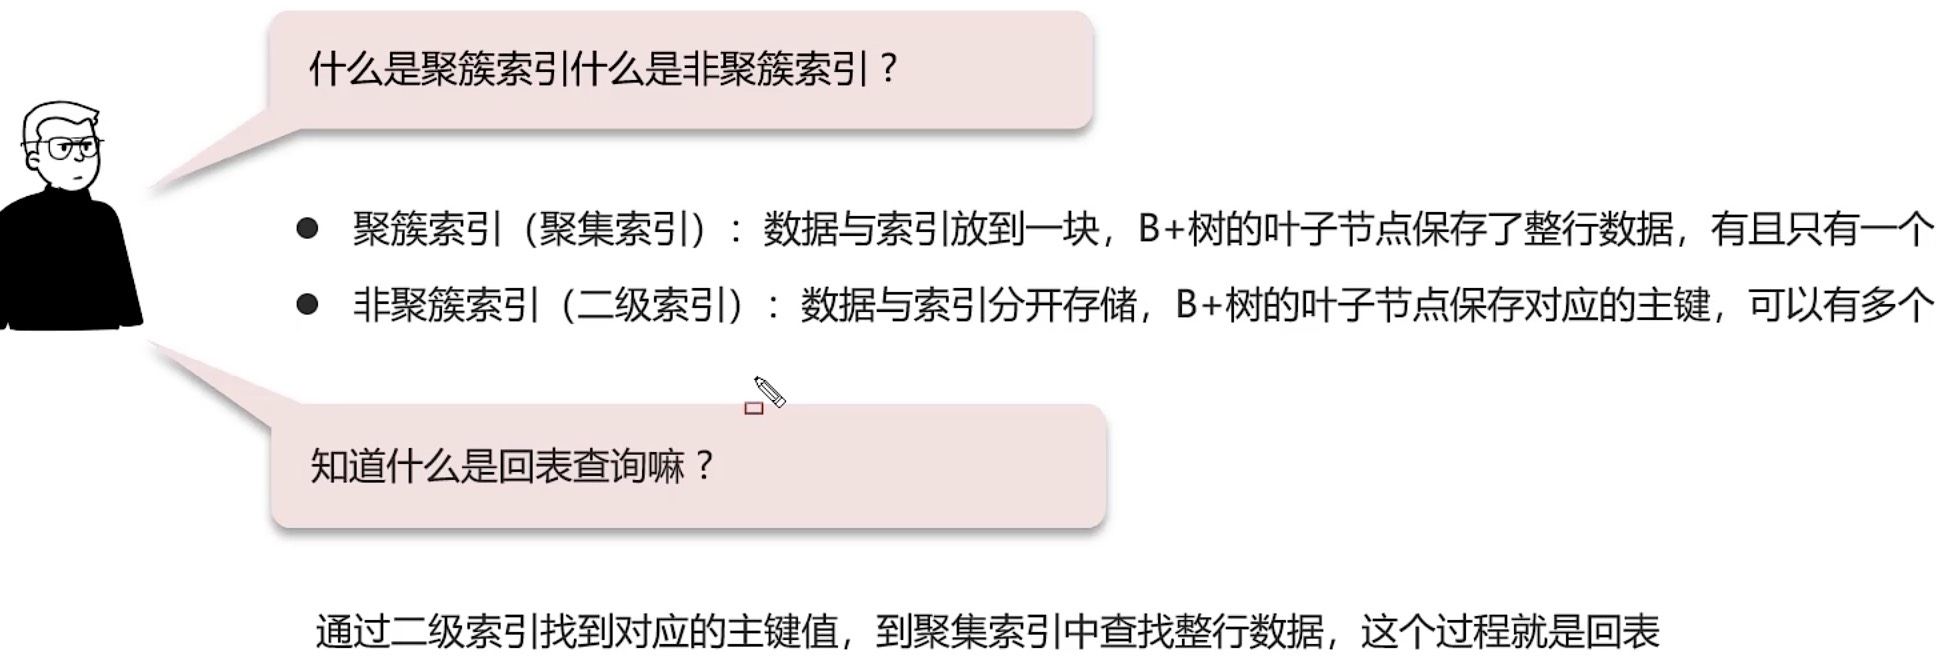 什么是聚簇索引什么是非聚簇索引？
● 聚簇索引（聚集索引）：数据与索引放到一块，B+树的叶子节点保存了整行数据，有且只有一个
● 非聚簇索引（二级索引）：数据与索引分开存储，B+树的叶子节点保存对应的主键，可以有多个
知道什么是回表查询嘛？
通过二级索引找到对应的主键值，到聚集索引中查找整行数据，这个过程就是回表